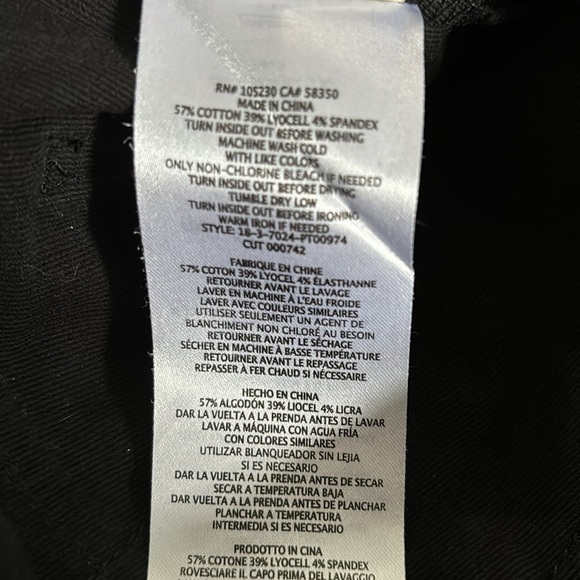 RN# 105230 CA# 58350
MADE IN CHINA
57% COTTON 39% LYOCELL 4% SPANDEX
TURN INSIDE OUT BEFORE WASHING
MACHINE WASH COLD
WITH LIKE COLORS
ONLY NON-CHLORINE BLEACH IF NEEDED
TURN INSIDE OUT BEFORE DRYING
TUMBLE DRY LOW
TURN INSIDE OUT BEFORE IRONING
WARM IRON IF NEEDED
STYLE: 18-3-7024-PT00974
CUT 000742
FABRIQUE EN CHINE
57% COTON 39% LYOCEL 4% ÉLASTHANNE
RETOURNER AVANT LE LAVAGE
LAVER EN MACHINE À L'EAU FROIDE
LAVER AVEC COULEURS SIMILAIRES
UTILISER SEULEMENT UN AGENT DE
BLANCHIMENT NON CHLORÉ AU BESOIN
RETOURNER AVANT LE SÉCHAGE
SÉCHER EN MACHINE À BASSE TEMPÉRATURE
RETOURNER AVANT LE REPASSAGE
REPASSER À FER CHAUD SI NÉCESSAIRE
HECHO EN CHINA
57% ALGODÓN 39% LIOCEL 4% LICRA
DAR LA VUELTA A LA PRENDA ANTES DE LAVAR
LAVAR A MÁQUINA CON AGUA FRÍA
CON COLORES SIMILARES
UTILIZAR BLANQUEADOR SIN LEJIA
SI ES NECESARIO
DAR LA VUELTA A LA PRENDA ANTES DE SECAR
SECAR A TEMPERATURA BAJA
DAR LA VUELTA A LA PRENDA ANTES DE PLANCHAR
PLANCHAR A TEMPERATURA
INTERMEDIA SI ES NECESARIO
PRODOTTO IN CINA
57% COTONE 39% LYOCELL 4% SPANDEX
ROVESCIARE IL CAPO PRIMA DEL LAVAGGIO